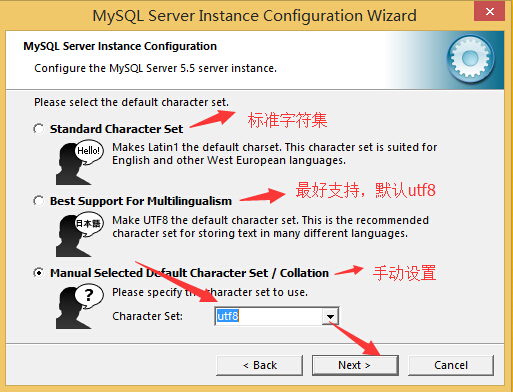 MySQL Server Instance Configuration Wizard
MySQL Server Instance Configuration
Configure the MySQL Server 5.5 server instance.
Please select the default character set.
标准字符集
Standard Character Set
Hello!
Makes Latin1 the default charset. This character set is suited for
English and other West European languages.
最好支持，默认utf8
Best Support For Multilingualism
日本語
Make UTF8 the default character set. This is the recommended
character set for storing text in many different languages.
Manual Selected Default Character Set / Collation
手动设置
?
Please specify the character set to use.
Character Set:
utf8
< Back
Next >
Cancel